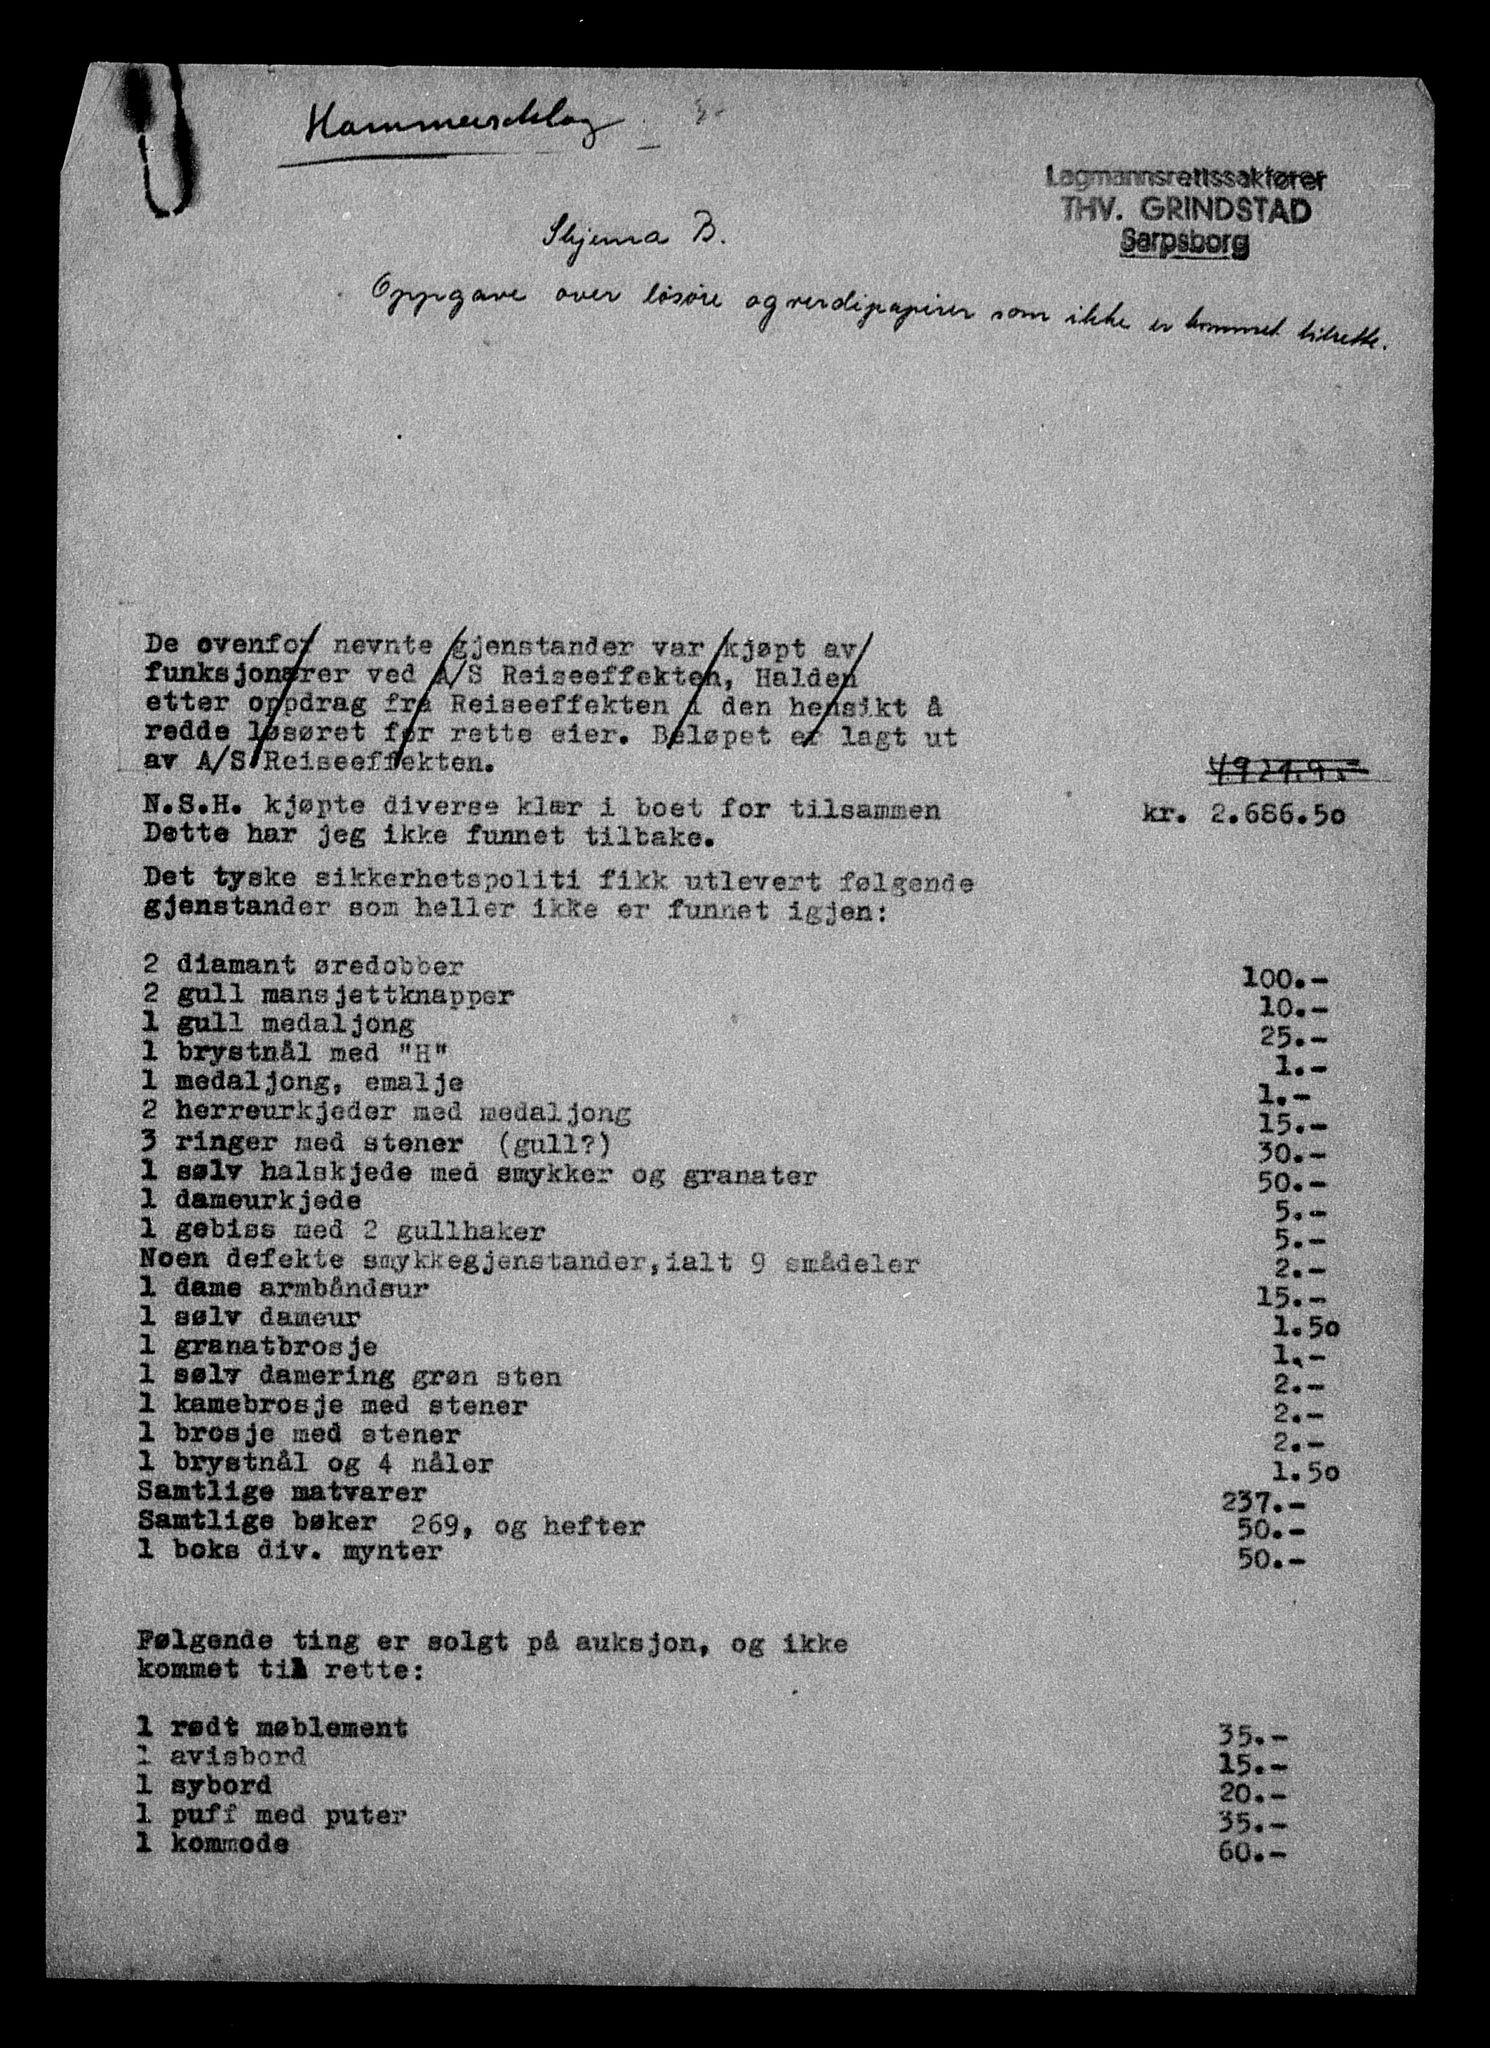 Hammerschlag 3.
Lagmannsrettssakfører
THV. GRINDSTAD
Sarpsborg
Skjema B.
Oppgave over løsøre og verdipapirer som ikke er kommet tilrette.
De ovenfor nevnte gjenstander var kjøpt av
funksjonærer ved A/S Reiseeffekten, Halden
etter oppdrag fra Reiseeffekten i den hensikt å
redde løsøret for rette eier. Beløpet er lagt ut
av A/S Reiseeffekten. 4924.95
N.S.H. kjøpte diverse klær i boet for tilsammen kr. 2.686.50
Dette har jeg ikke funnet tilbake.
Det tyske sikkerhetspoliti fikk utlevert følgende
gjenstander som heller ikke er funnet igjen:
2 diamant øredobber 100.-
2 gull mansjettknapper 10.-
1 gull medaljong 25.-
1 brystnål med "H" 1.-
1 medaljong, emalje 1.-
2 herreurkjeder med medaljong 15.-
3 ringer med stener (gull?) 30.-
1 sølv halskjede med smykker og granater 50.-
1 dameurkjede 5.-
1 gebiss med 2 gullhaker 5.-
Noen defekte smykkegjenstander, ialt 9 smådeler 2.-
1 dame armbåndsur 15.-
1 sølv dameur 1.50
1 granatbrosje 1.-
1 sølv damering grøn sten 2.-
1 kamebrosje med stener 2.-
1 brosje med stener 2.-
1 brystnål og 4 nåler 1.50
Samtlige matvarer 237.-
Samtlige bøker 269, og hefter 50.-
1 boks div. mynter 50.-
Følgende ting er solgt på auksjon, og ikke
kommet til rette:
1 rødt møblement 35.-
1 avisbord 15.-
1 sybord 20.-
1 puff med puter 35.-
1 kommode 60.-